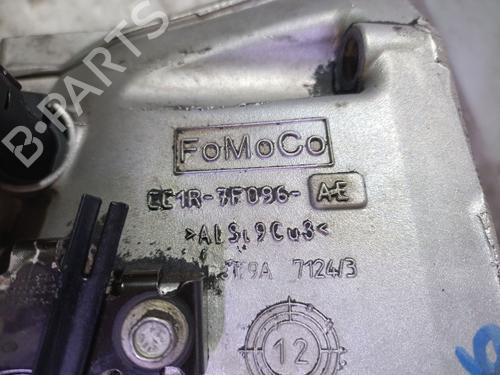 B-PARTS
FoMoCo
CC1R-7F096- AE
>AlSi9Cu3<
7124/3
12